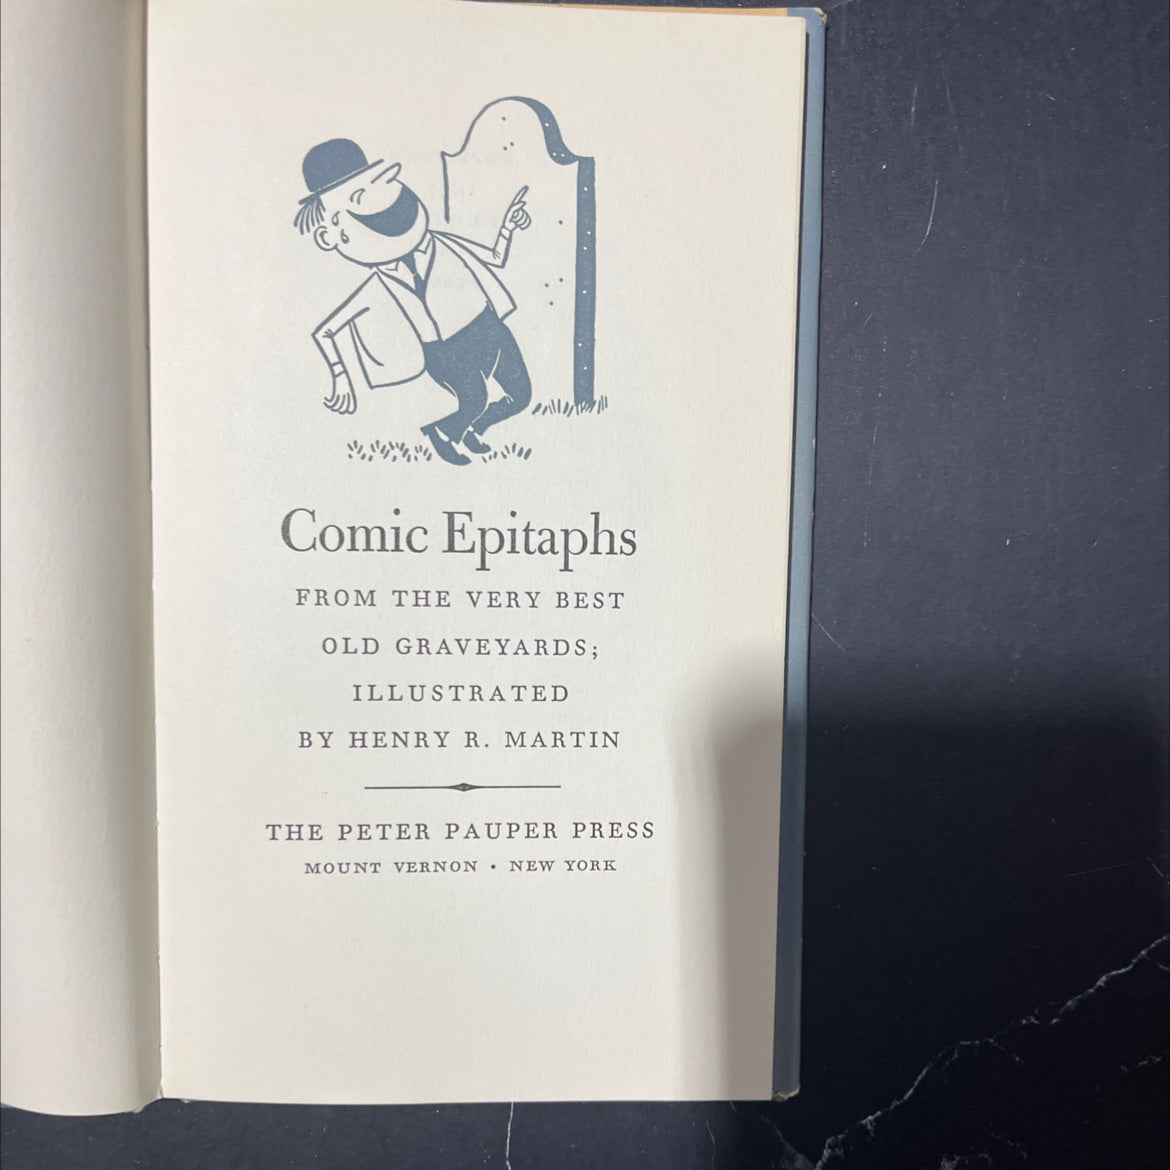 Comic Epitaphs
FROM THE VERY BEST
OLD GRAVEYARDS;
ILLUSTRATED
BY HENRY R. MARTIN
THE PETER PAUPER PRESS
MOUNT VERNON • NEW YORK